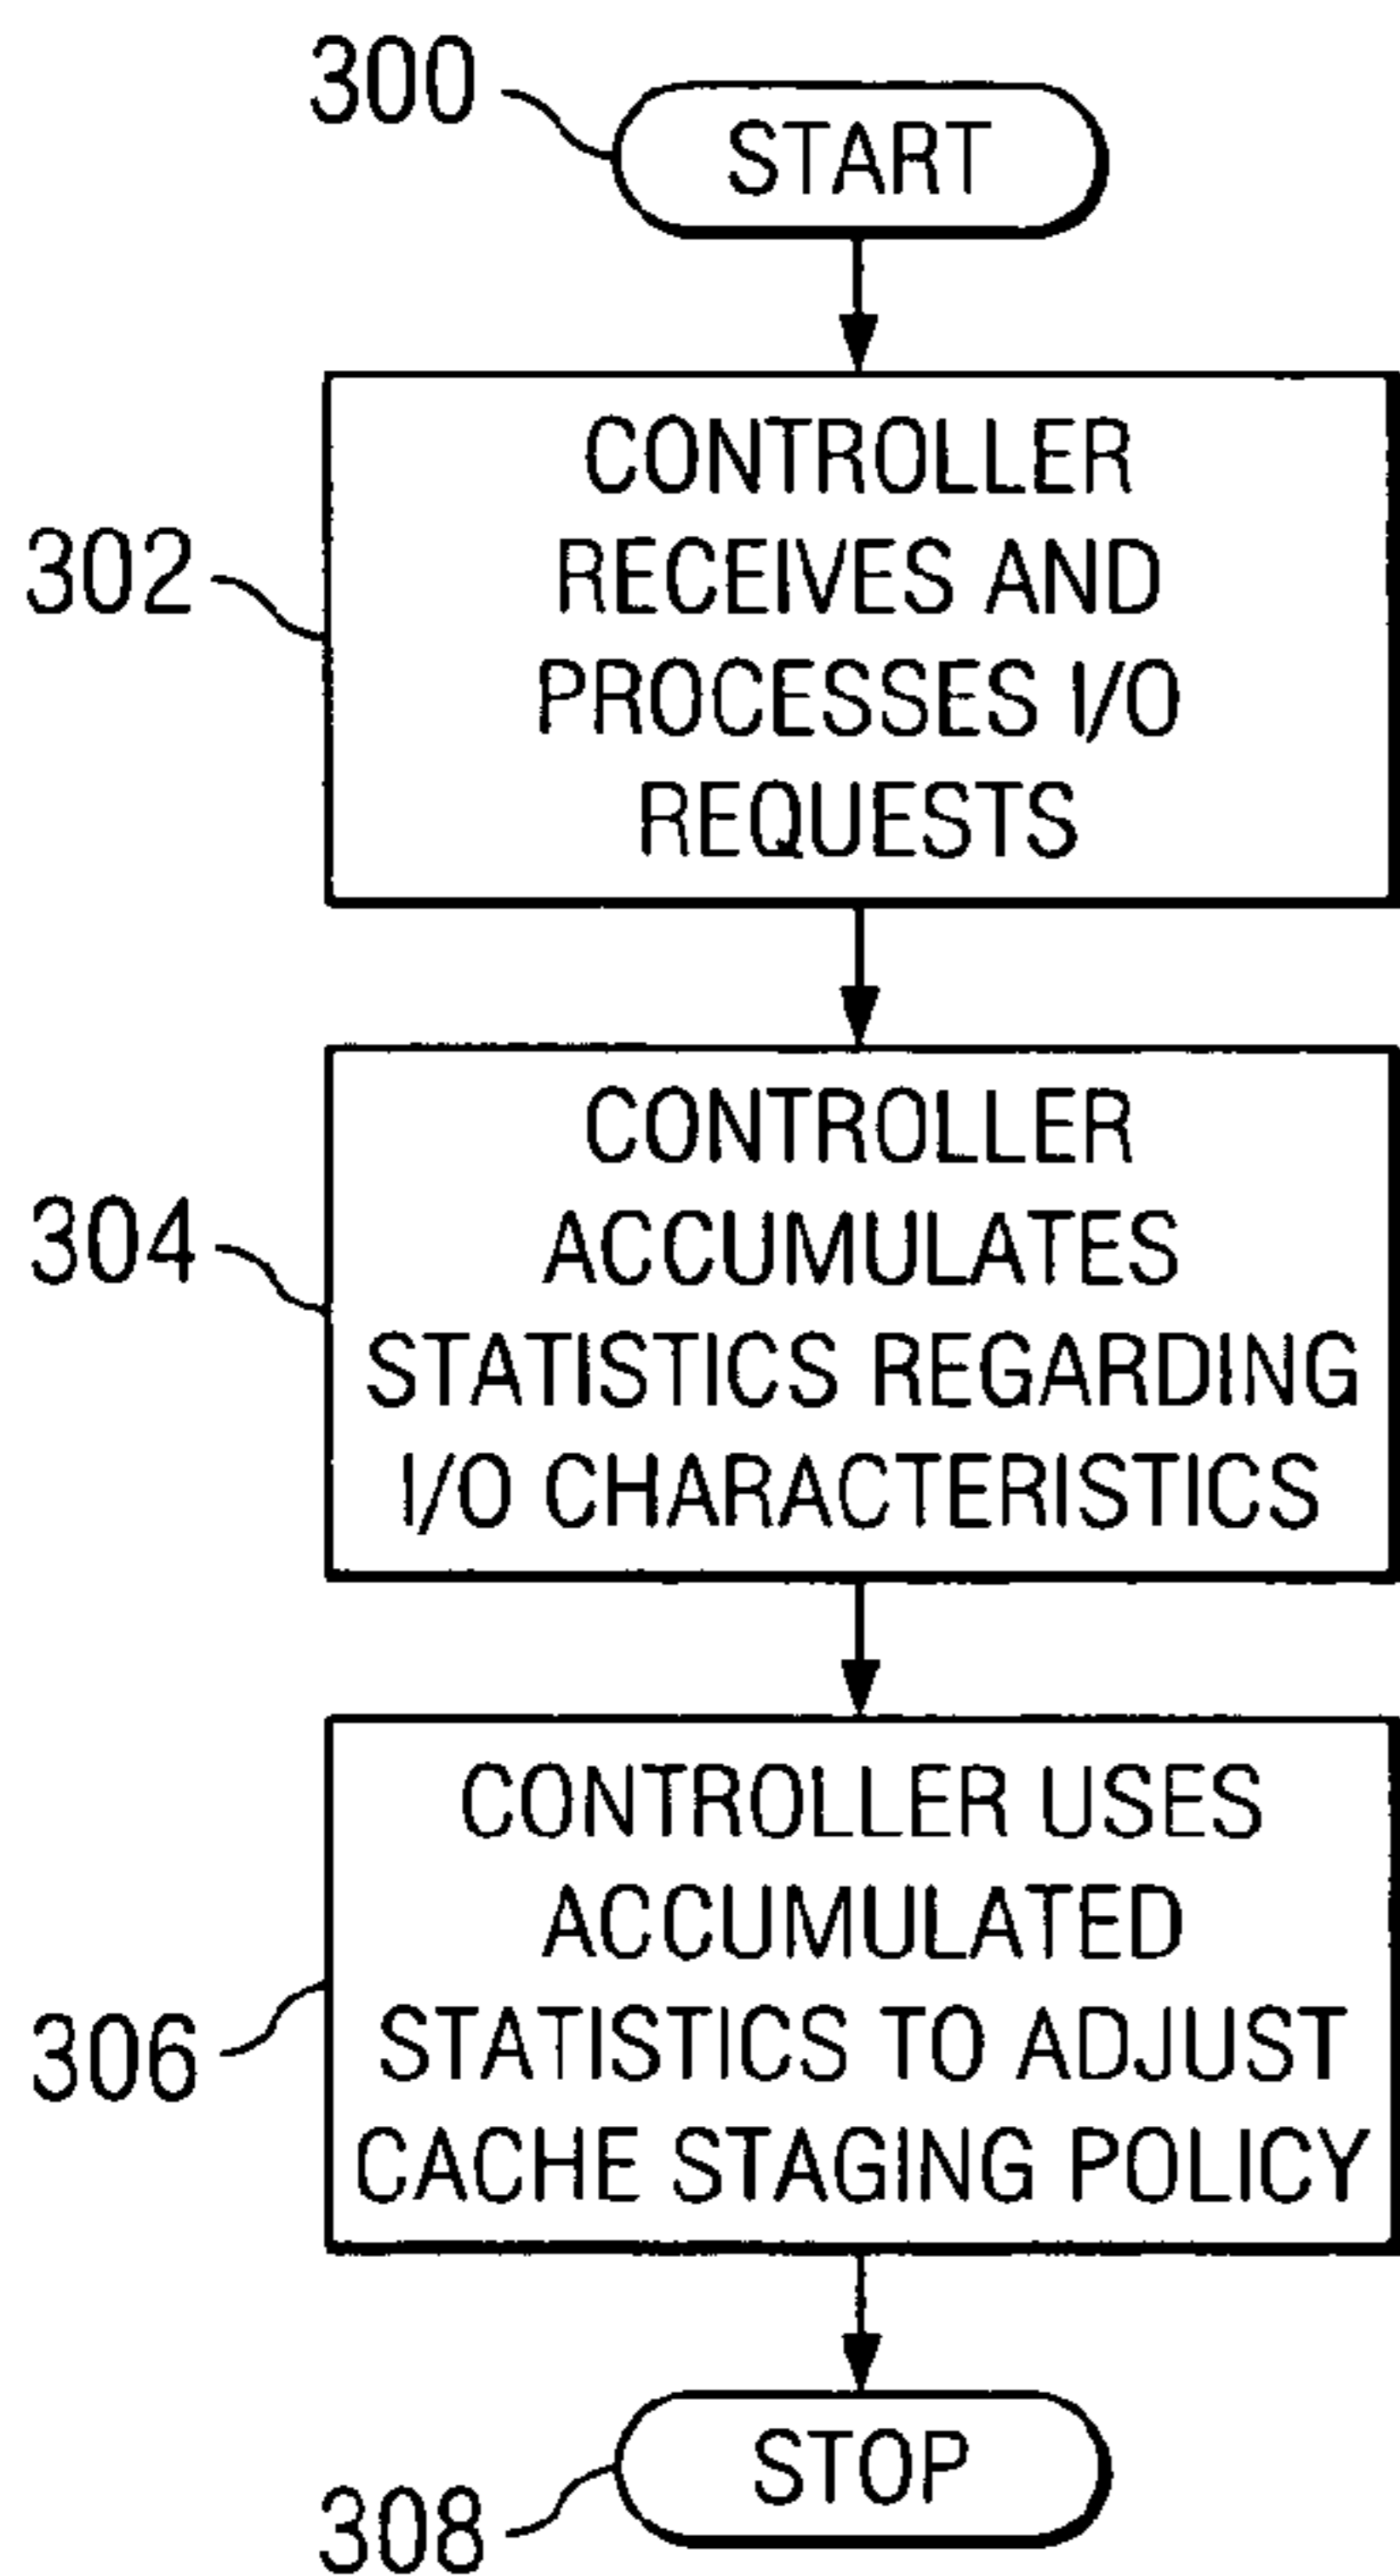 300
START
302
CONTROLLER
RECEIVES AND
PROCESSES I/O
REQUESTS
304
CONTROLLER
ACCUMULATES
STATISTICS REGARDING
I/O CHARACTERISTICS
306
CONTROLLER USES
ACCUMULATED
STATISTICS TO ADJUST
CACHE STAGING POLICY
308
STOP